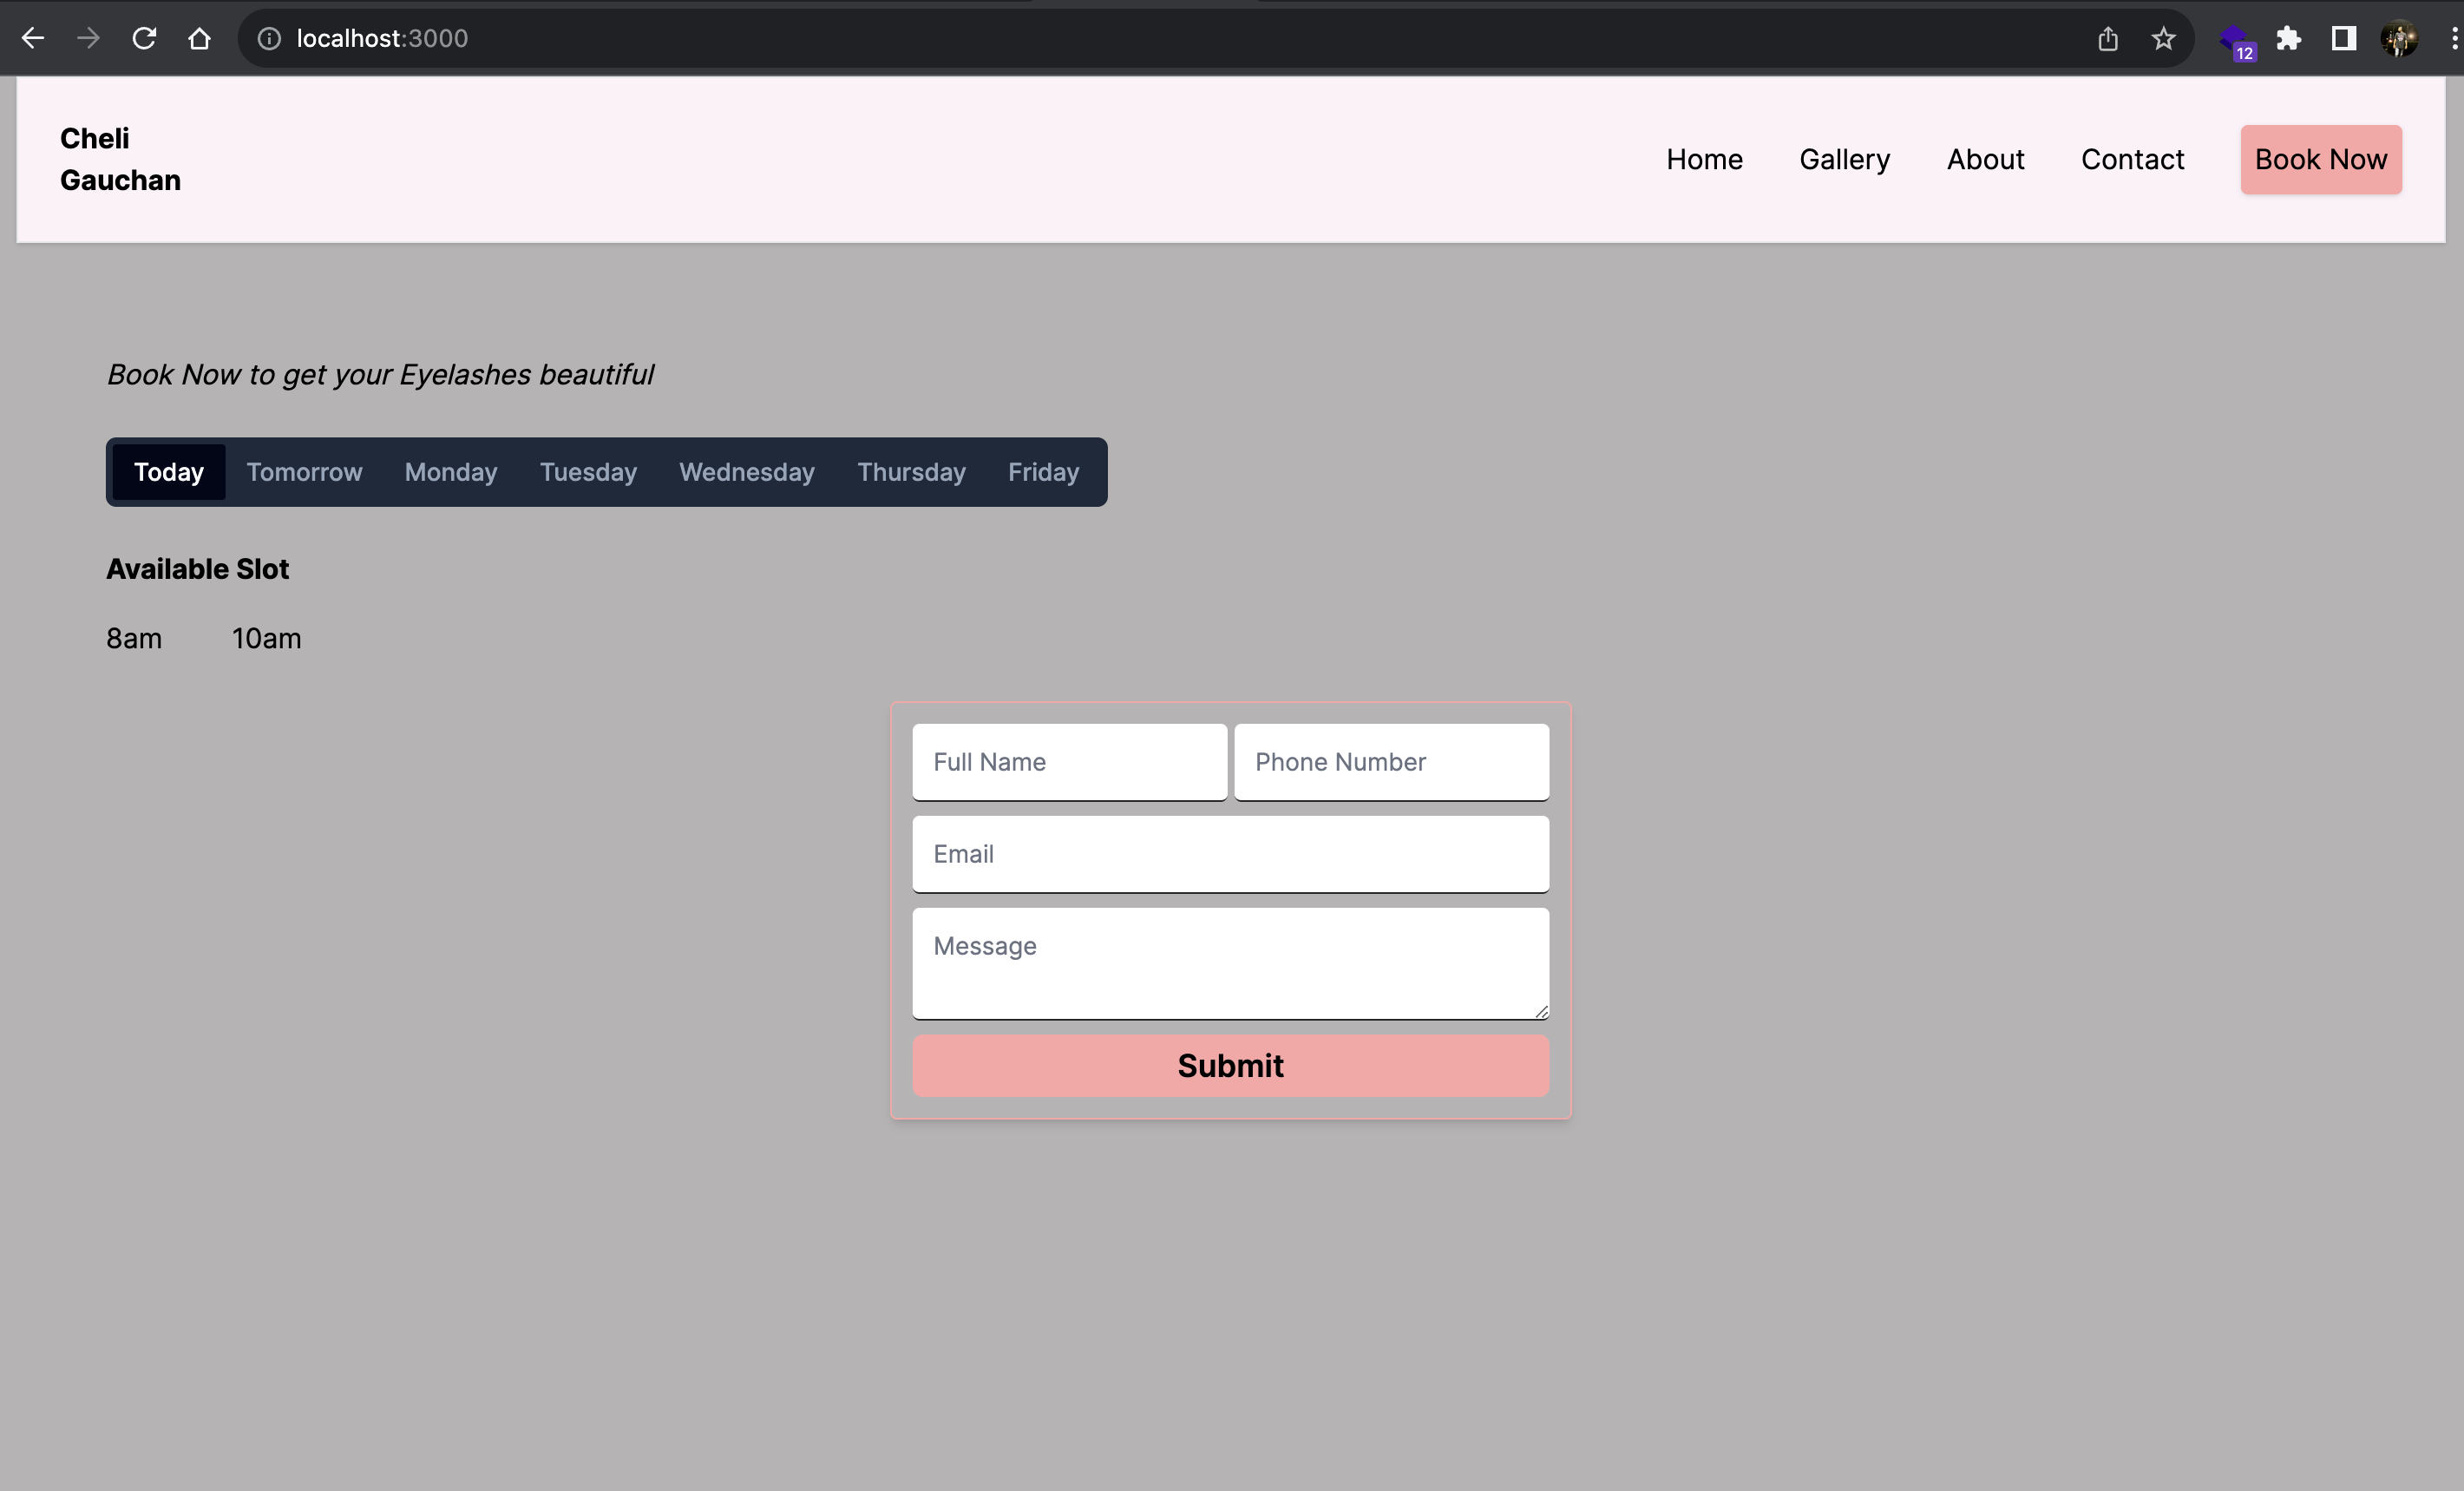 localhost:3000
12
Cheli
Gauchan
Home Gallery About Contact Book Now
Book Now to get your Eyelashes beautiful
Today Tomorrow Monday Tuesday Wednesday Thursday Friday
Available Slot
8am 10am
Full Name Phone Number
Email
Message
Submit